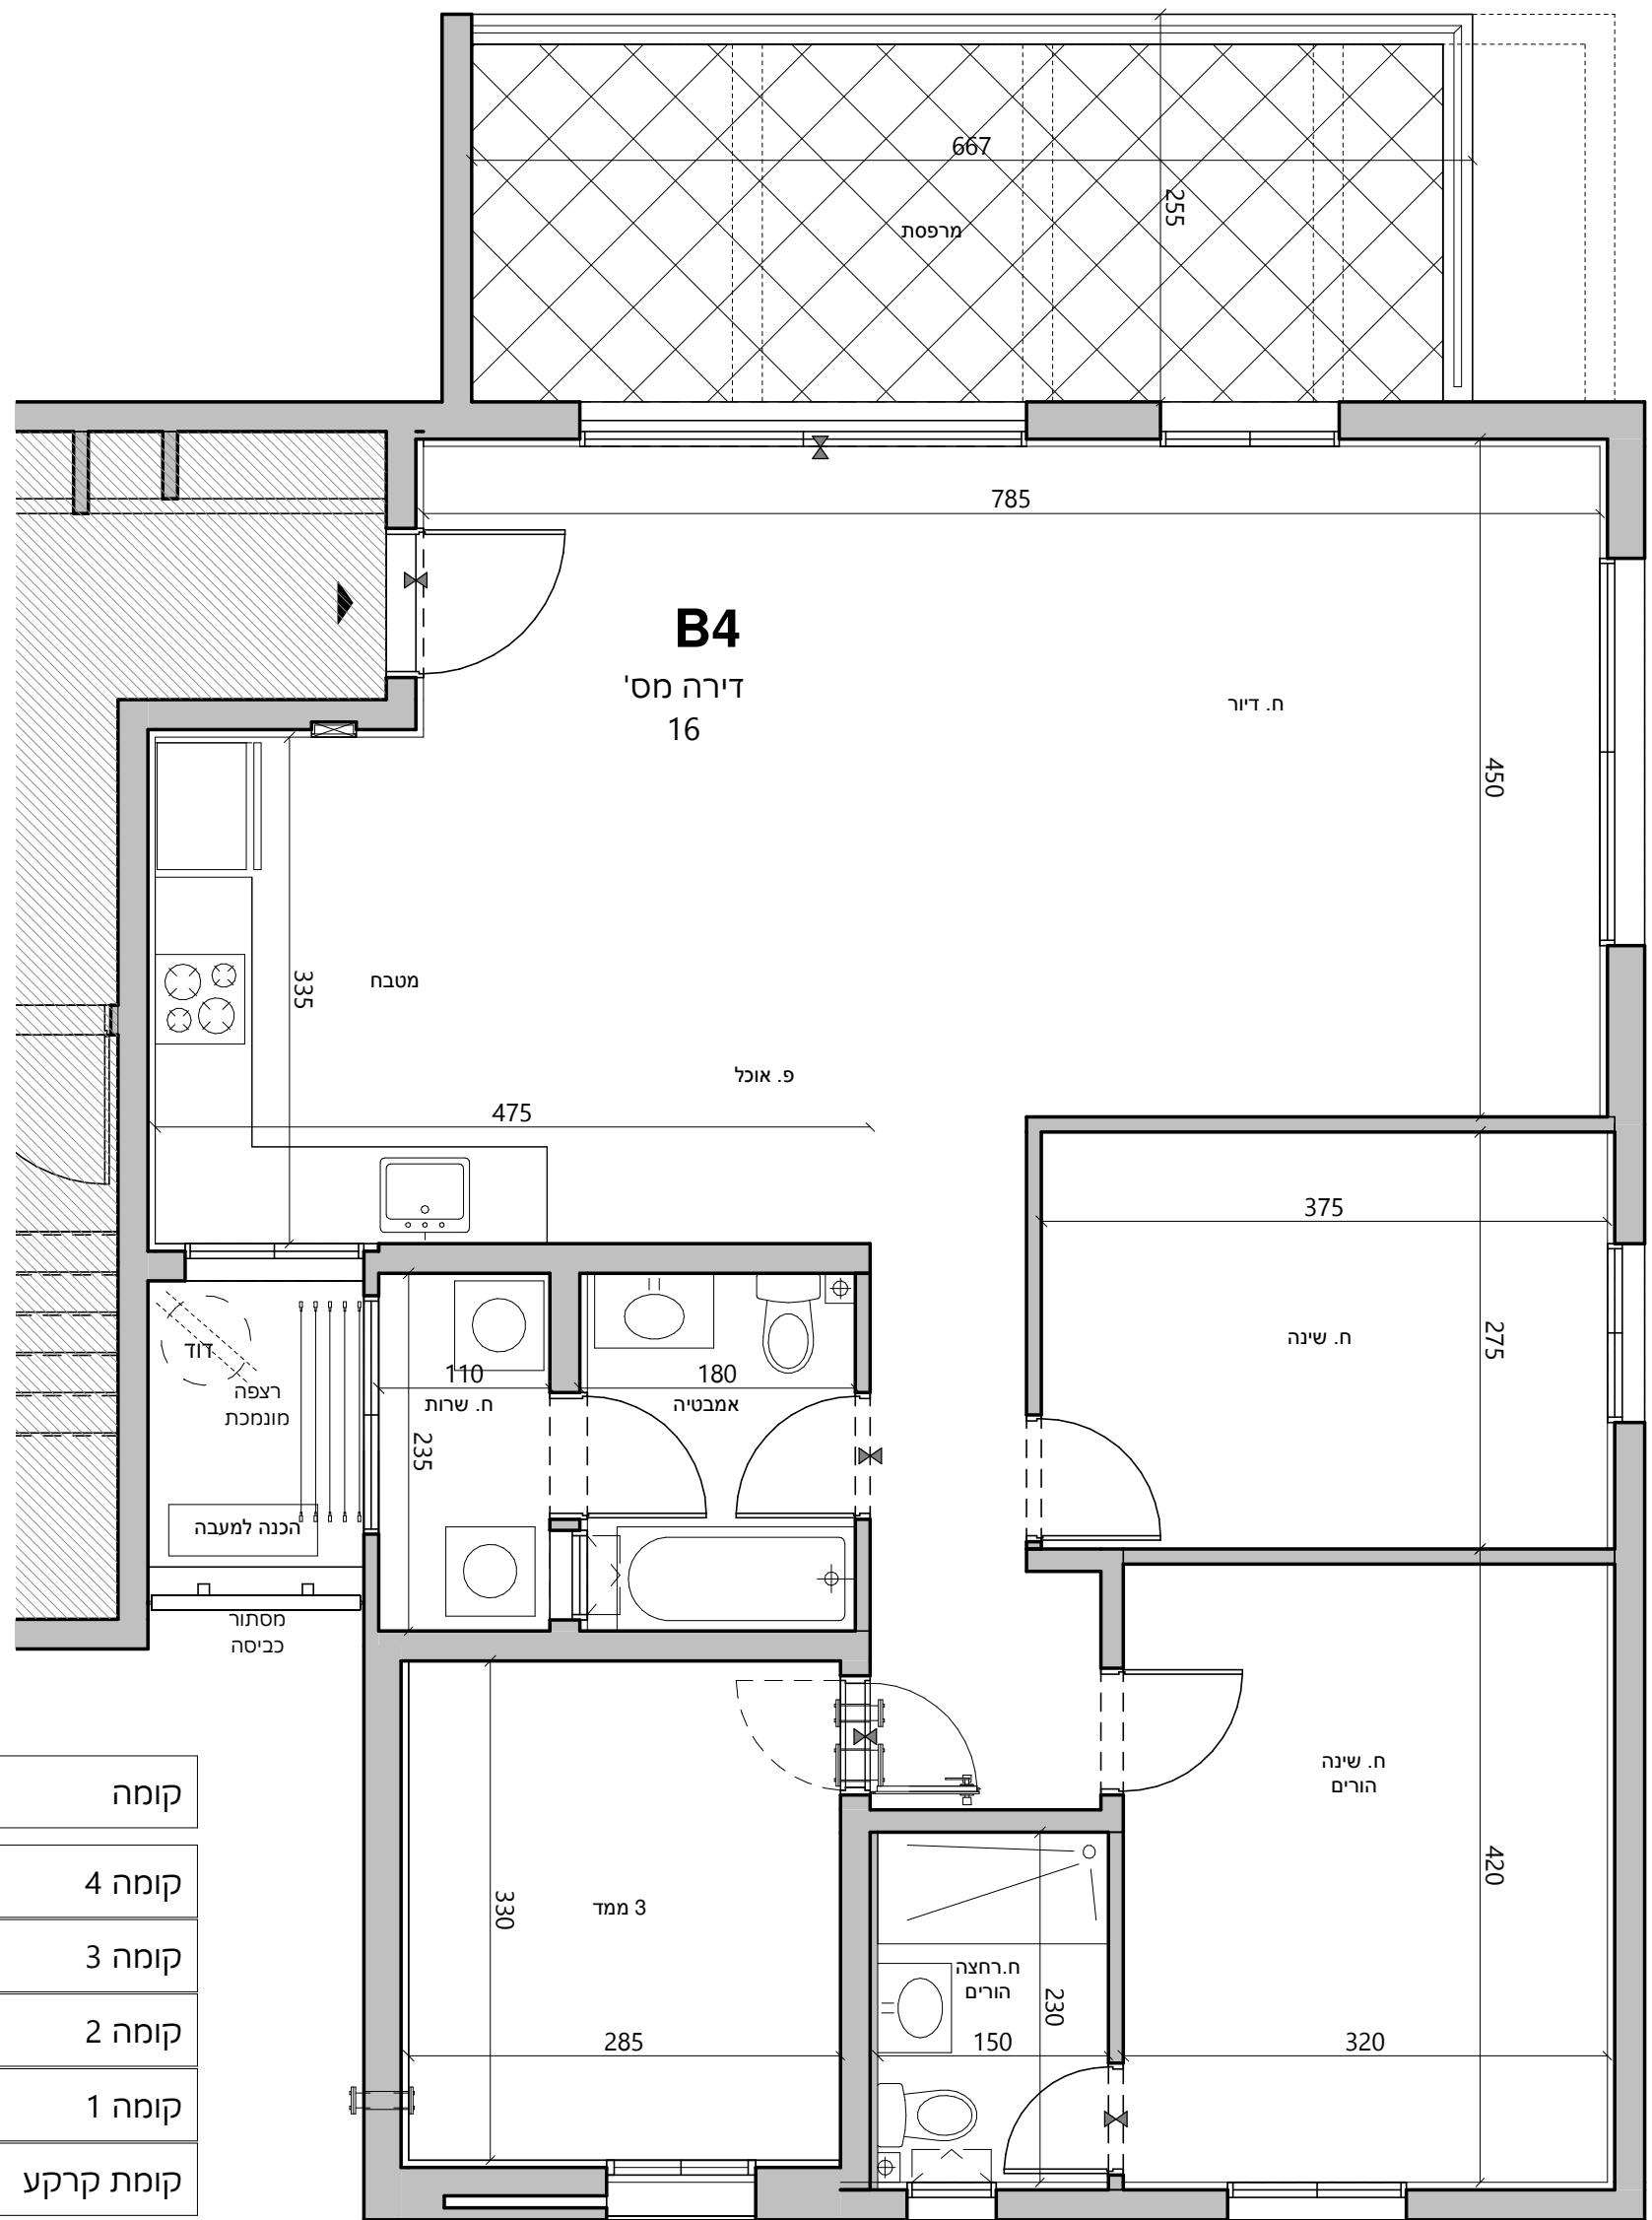 667
255
מרפסת
785
B4
דירה מס'
16
ח. דיור
450
335
מטבח
פ. אוכל
475
375
ח. שינה
275
דוד
רצפה
מונמכת
110
ח. שרות
235
180
אמבטיה
הכנה למעבה
מסתור
כביסה
ח. שינה
הורים
420
330
ממד 3
285
ח.רחצה
הורים
230
150
320
קומה
קומה 4
קומה 3
קומה 2
קומה 1
קומת קרקע